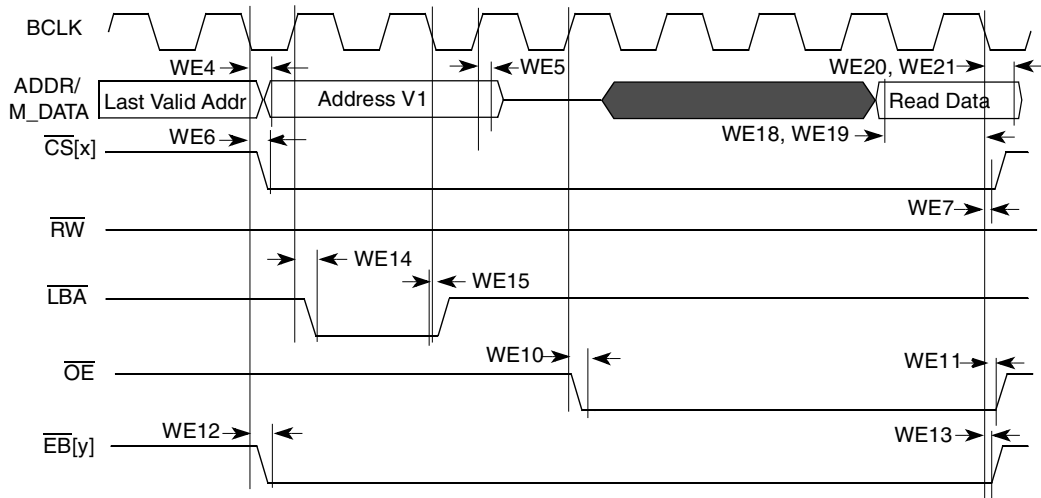 BCLK
WE4
WE5
WE20, WE21
ADDR/
M_DATA
Last Valid Addr
Address V1
Read Data
WE6
WE18, WE19
CS[x]
WE7
RW
WE14
LBA
WE15
WE10
WE11
OE
WE12
WE13
EB[y]